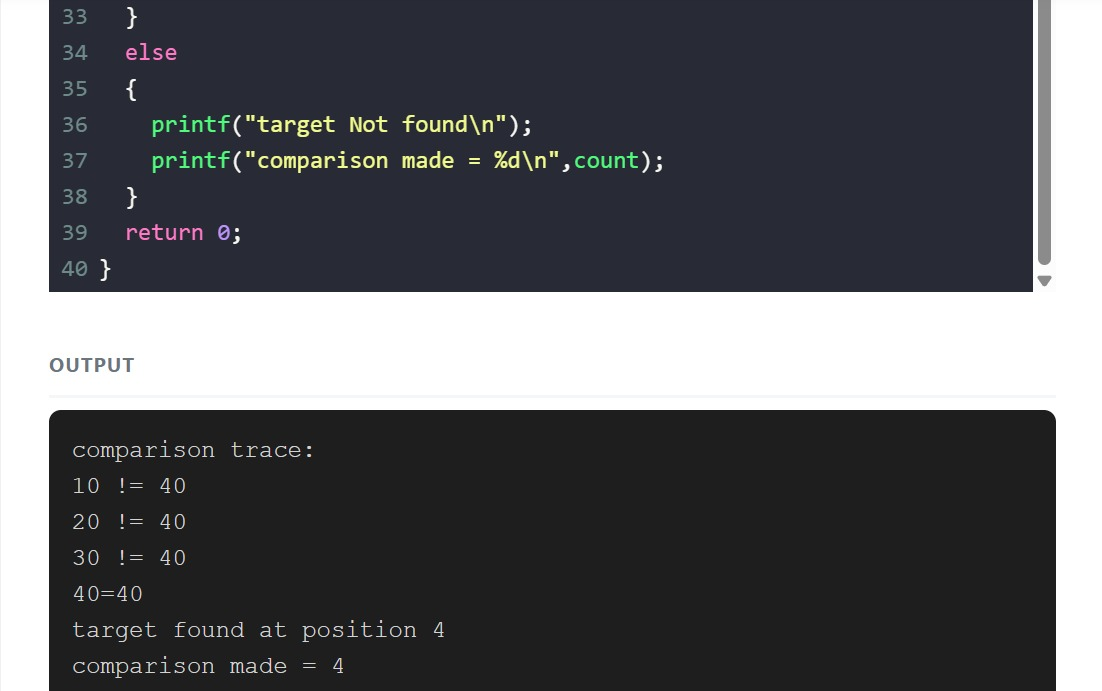 33 }
34 else
35 {
36 printf("target Not found\n");
37 printf("comparison made = %d\n",count);
38 }
39 return 0;
40 }
OUTPUT
comparison trace:
10 != 40
20 != 40
30 != 40
40=40
target found at position 4
comparison made = 4